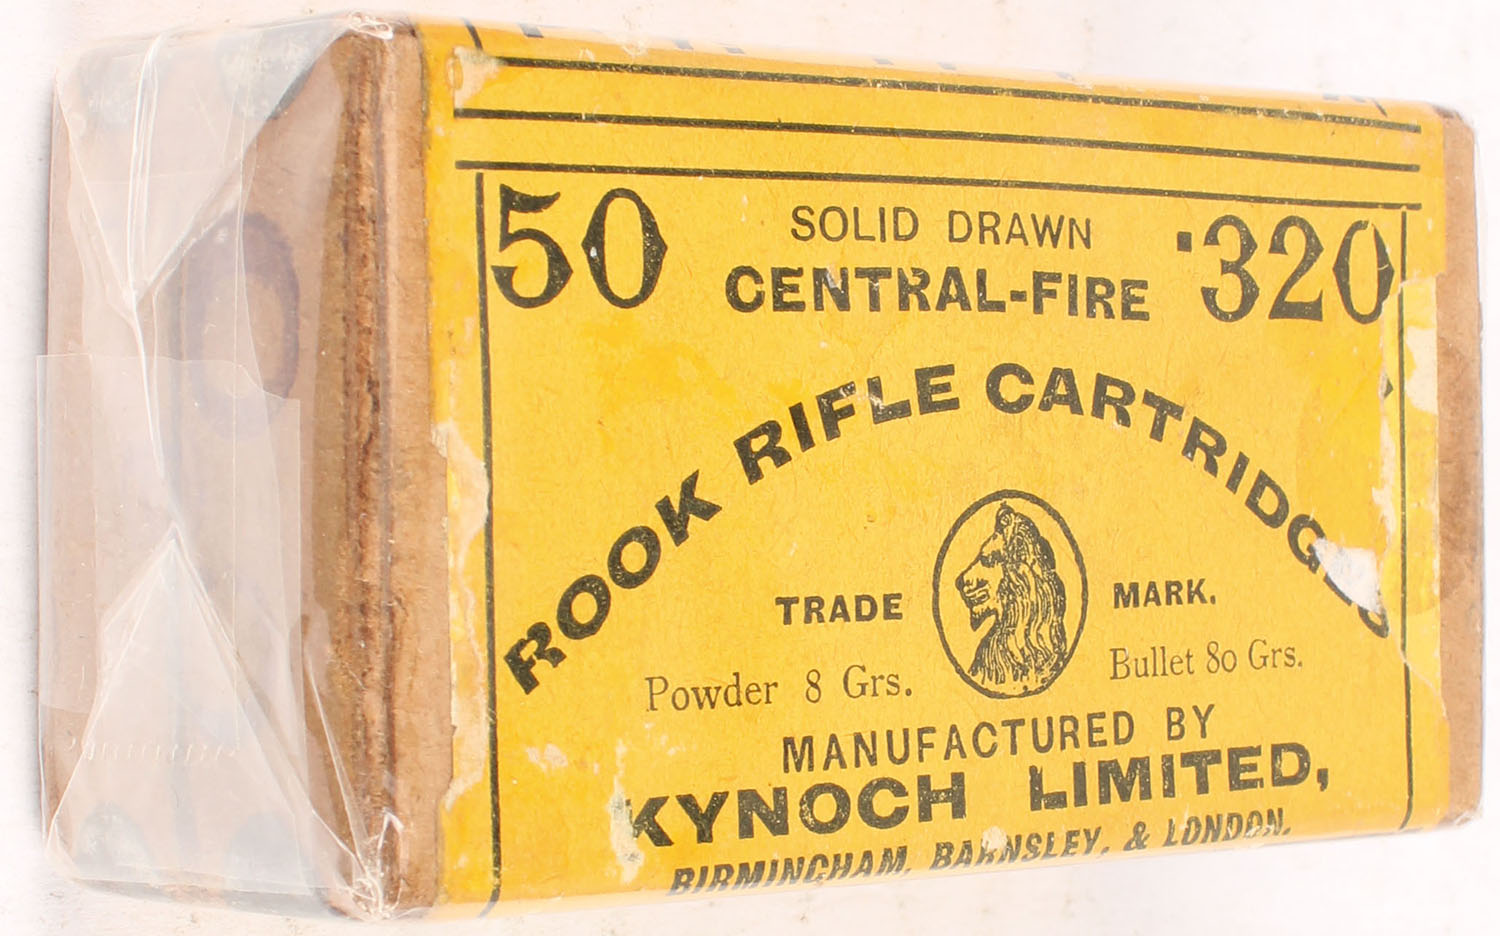 50 SOLID DRAWN ·320
CENTRAL-FIRE
ROOK RIFLE CARTRIDGES
TRADE MARK.
Powder 8 Grs. Bullet 80 Grs.
MANUFACTURED BY
KYNOCH LIMITED,
BIRMINGHAM, BARNSLEY, & LONDON.